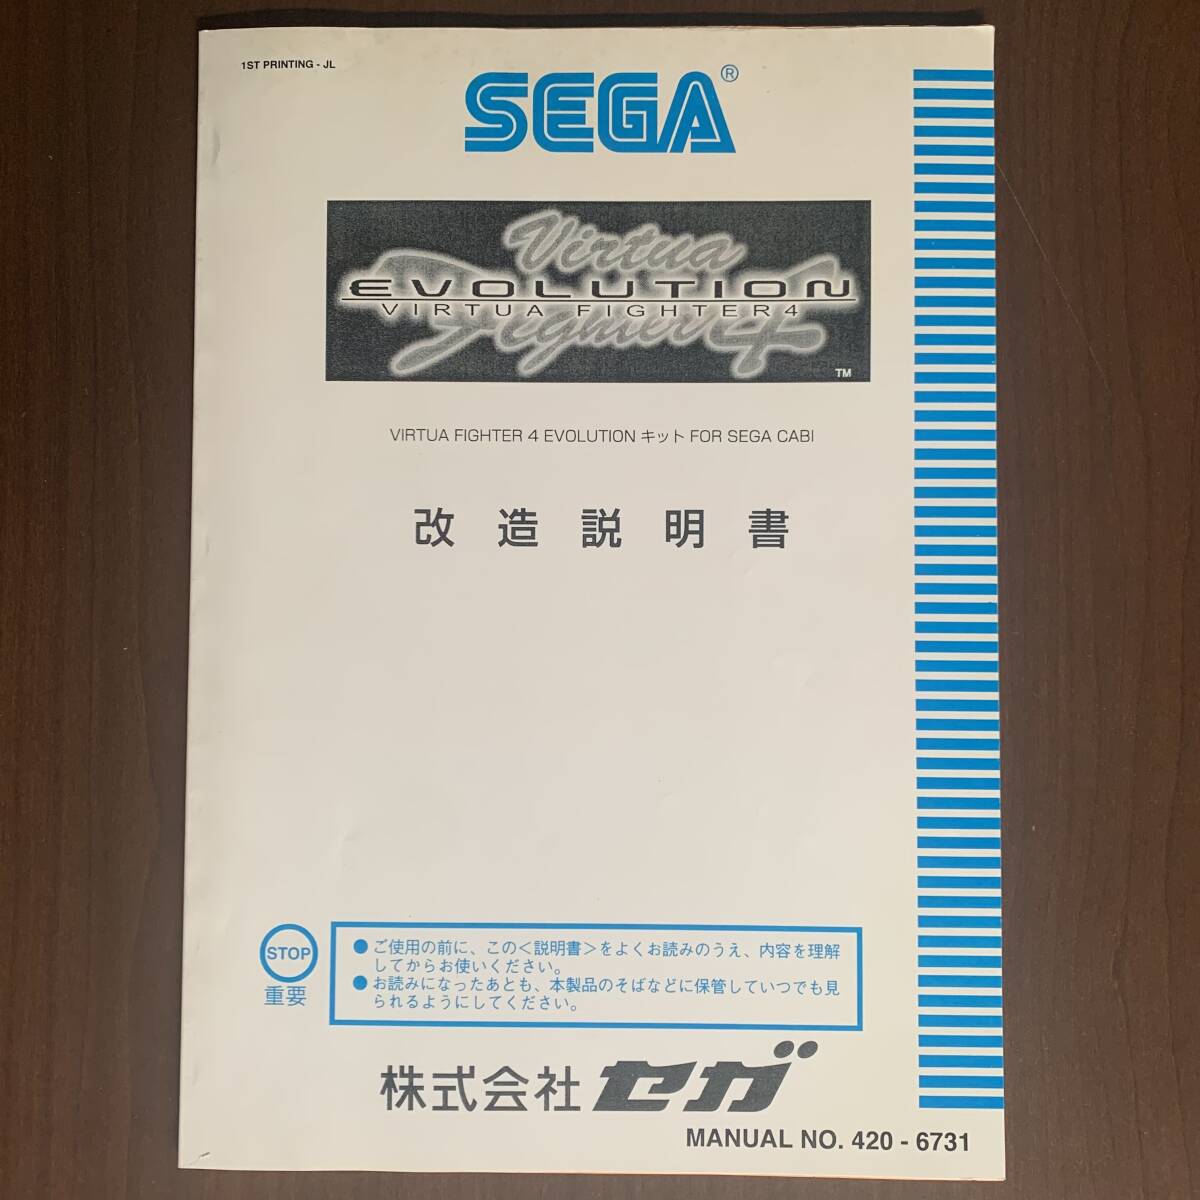 1ST PRINTING - JL
SEGA®
Virtua
EVOLUTION
VIRTUA FIGHTER 4
Fighter 4
TM
VIRTUA FIGHTER 4 EVOLUTION キット FOR SEGA CABI
改造説明書
STOP
重要
●ご使用の前に、この<説明書>をよくお読みのうえ、内容を理解
してからお使いください。
●お読みになったあとも、本製品のそばなどに保管していつでも見
られるようにしてください。
株式会社 セガ
MANUAL NO. 420 - 6731